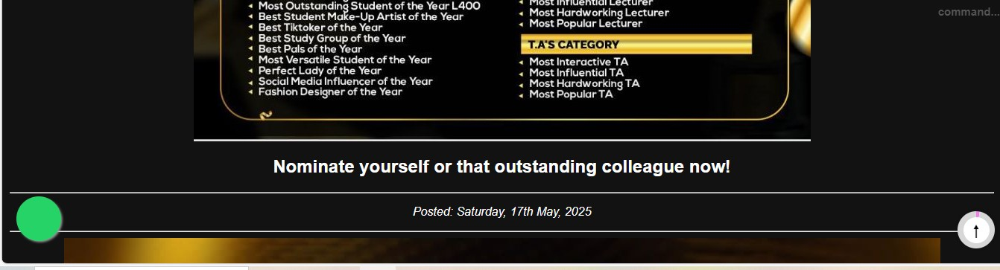 Most Outstanding Student of the Year L400
Best Student Make-Up Artist of the Year
Best Tiktoker of the Year
Best Study Group of the Year
Best Pals of the Year
Most Versatile Student of the Year
Perfect Lady of the Year
Social Media Influencer of the Year
Fashion Designer of the Year
Most Influential Lecturer
Most Hardworking Lecturer
Most Popular Lecturer
T.A'S CATEGORY
Most Interactive TA
Most Influential TA
Most Hardworking TA
Most Popular TA
command...
Nominate yourself or that outstanding colleague now!
Posted: Saturday, 17th May, 2025